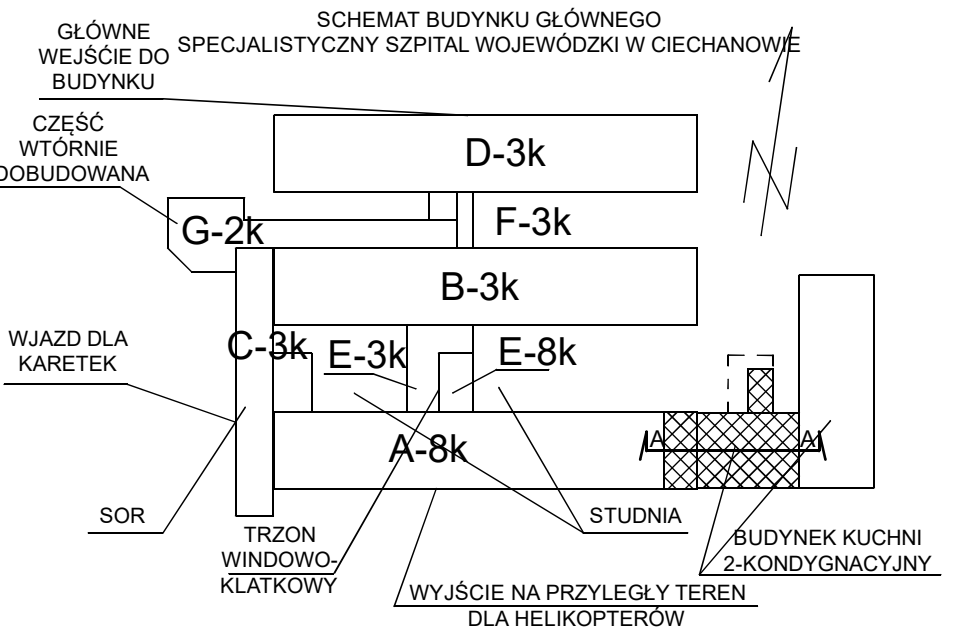 SCHEMAT BUDYNKU GŁÓWNEGO
SPECJALISTYCZNY SZPITAL WOJEWÓDZKI W CIECHANOWIE
GŁÓWNE
WEJŚĆIE DO
BUDYNKU
CZĘŚĆ
WTÓRNIE
DOBUDOWANA
D-3k
G-2k
F-3k
B-3k
WJAZD DLA
KARETEK
C-3k
E-3k
E-8k
A-8k
A
A
SOR
TRZON
WINDOWO-
KLATKOWY
STUDNIA
BUDYNEK KUCHNI
2-KONDYGNACYJNY
WYJŚCIE NA PRZYLEGŁY TEREN
DLA HELIKOPTERÓW